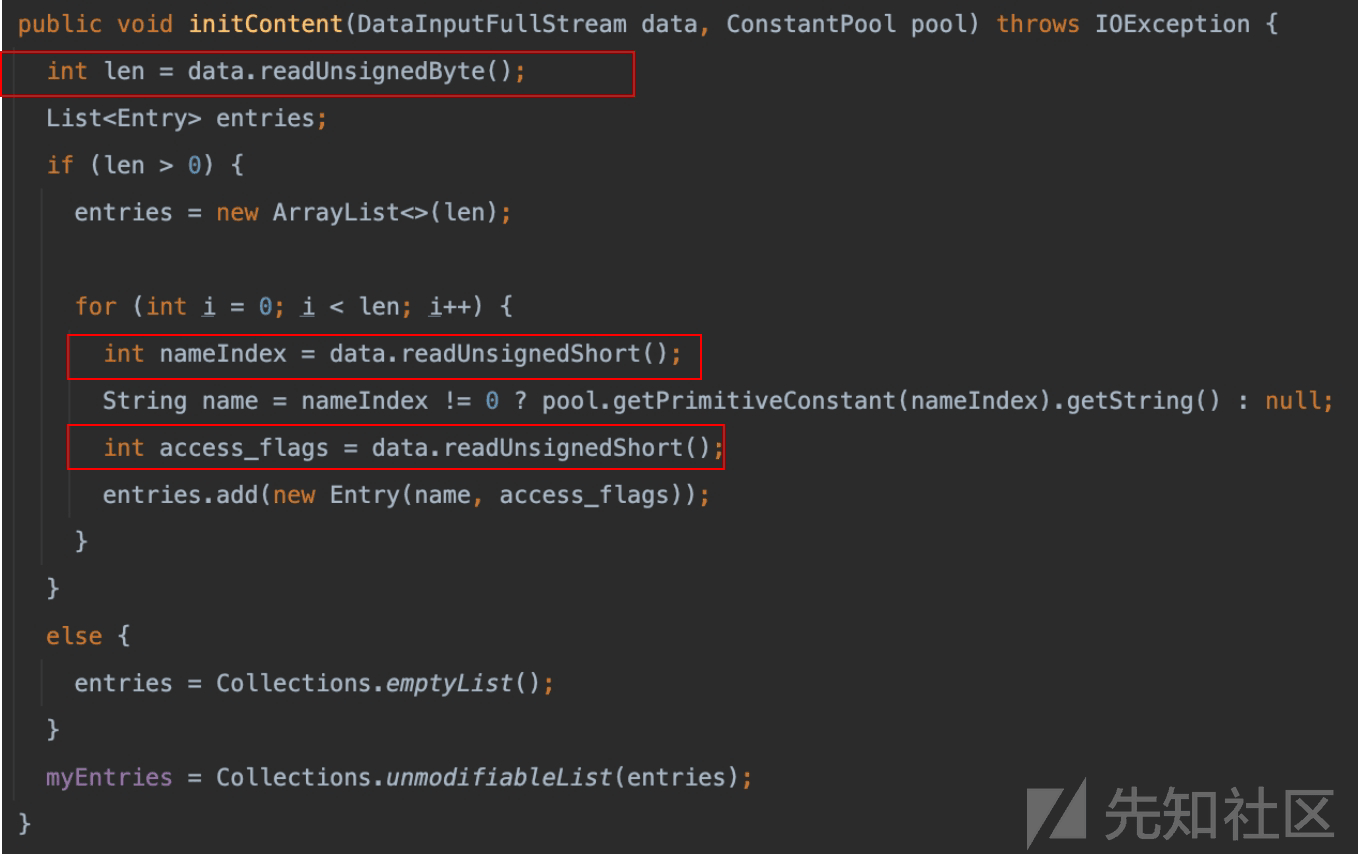 public void initContent(DataInputFullStream data, ConstantPool pool) throws IOException {
int len = data.readUnsignedByte();
List<Entry> entries;
if (len > 0) {
entries = new ArrayList<>(len);
for (int i = 0; i < len; i++) {
int nameIndex = data.readUnsignedShort();
String name = nameIndex != 0 ? pool.getPrimitiveConstant(nameIndex).getString() : null;
int access_flags = data.readUnsignedShort();
entries.add(new Entry(name, access_flags));
}
}
else {
entries = Collections.emptyList();
}
myEntries = Collections.unmodifiableList(entries);
}
先知社区